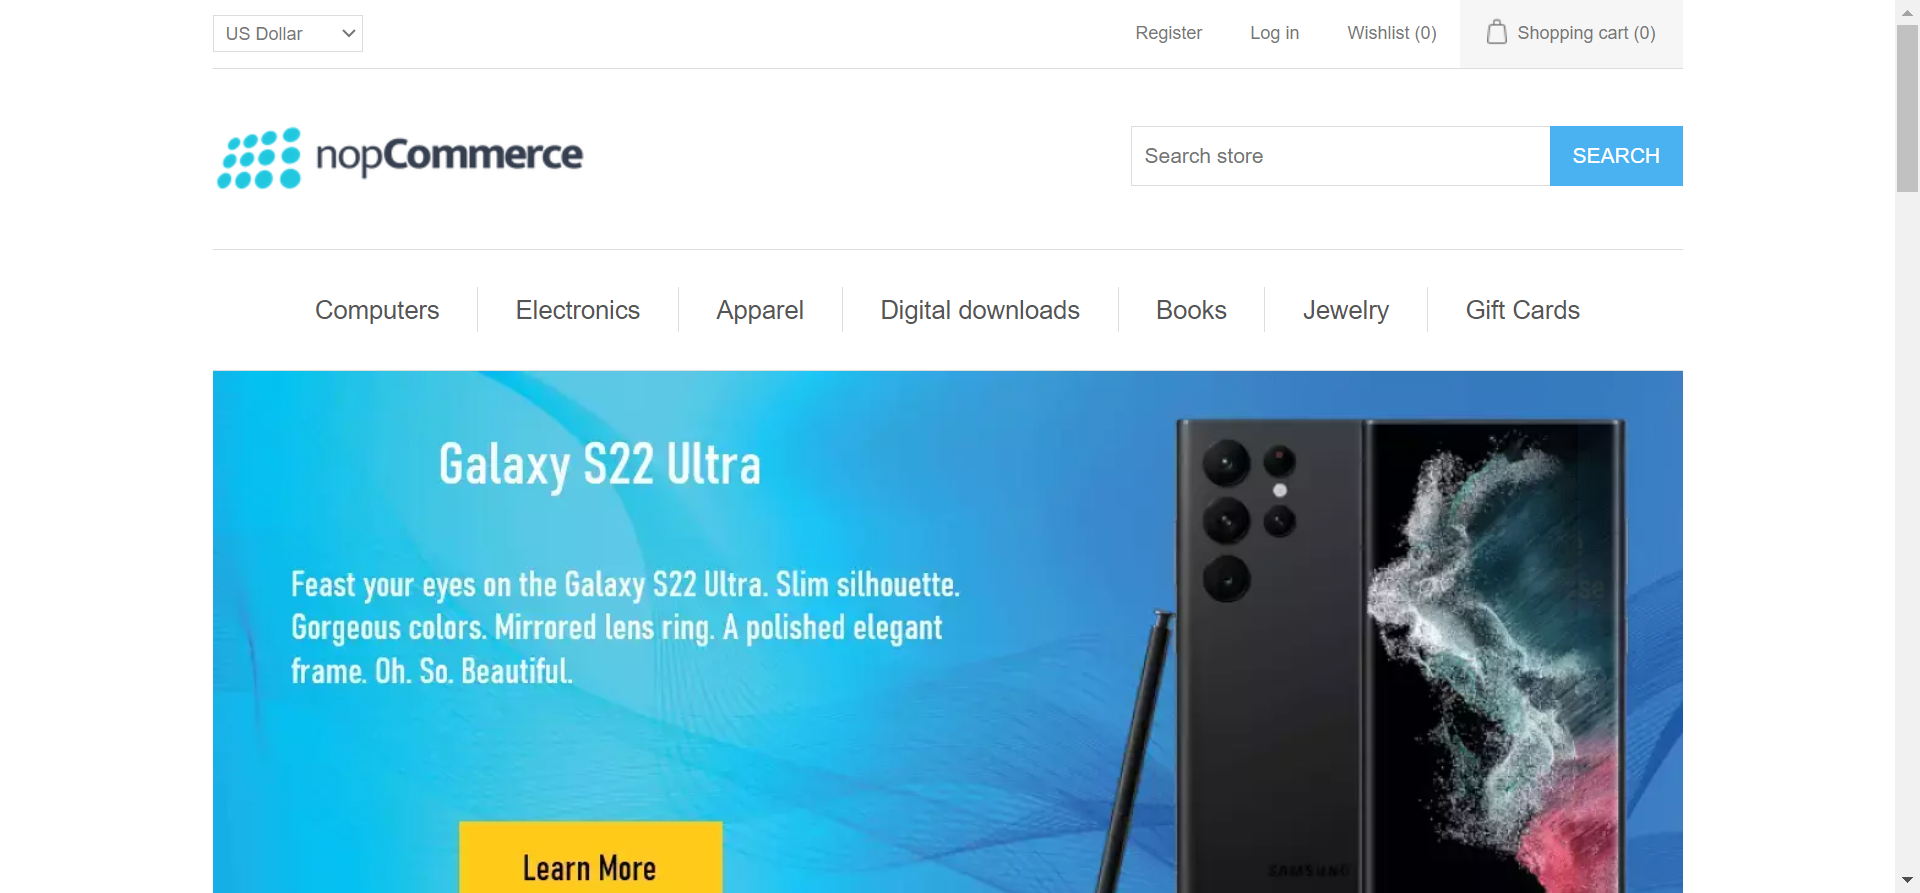 US Dollar
Register
Log in
Wishlist (0)
Shopping cart (0)
nopCommerce
Search store
SEARCH
Computers
Electronics
Apparel
Digital downloads
Books
Jewelry
Gift Cards
Galaxy S22 Ultra
Feast your eyes on the Galaxy S22 Ultra. Slim silhouette.
Gorgeous colors. Mirrored lens ring. A polished elegant
frame. Oh. So. Beautiful.
Learn More
SAMSUNG